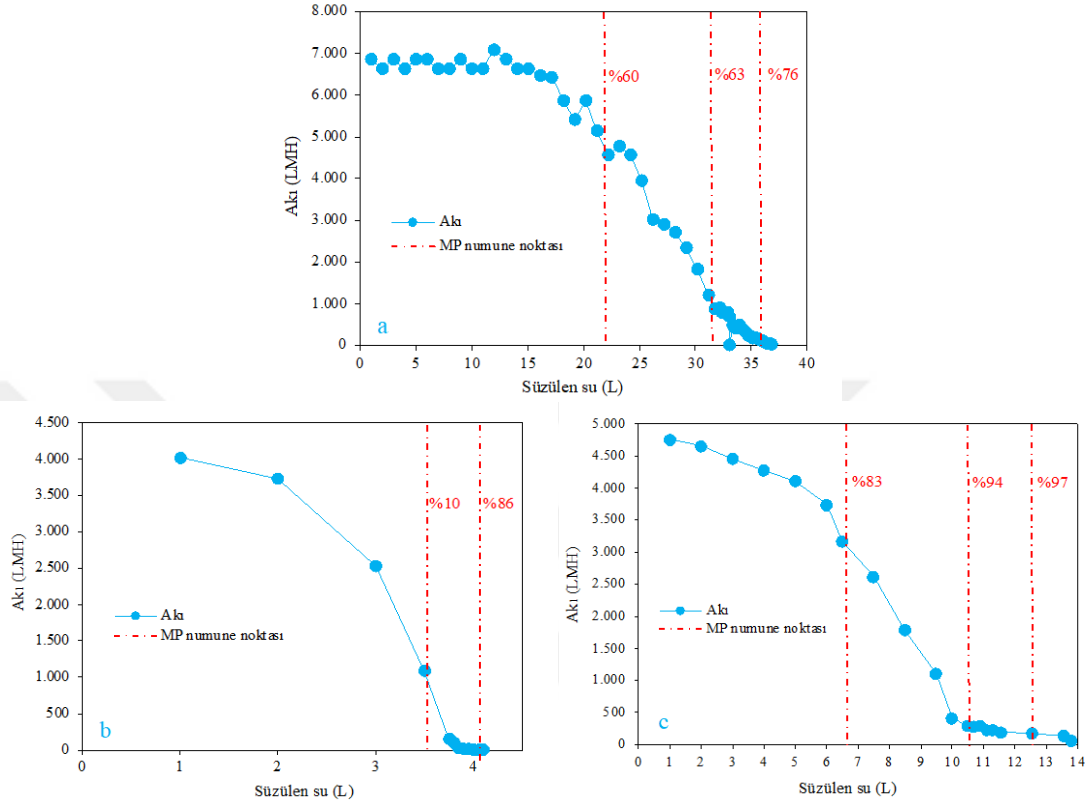 8.000
7.000
6.000
5.000
4.000
3.000
2.000
1.000
0
Akı (LMH)
%60
%63
%76
Akı
MP numune noktası
a
0 5 10 15 20 25 30 35 40
Süzülen su (L)
4.500
4.000
3.500
3.000
2.500
2.000
1.500
1.000
500
0
Akı (LMH)
%10
%86
Akı
MP numune noktası
b
0 1 2 3 4
Süzülen su (L)
5.000
4.500
4.000
3.500
3.000
2.500
2.000
1.500
1.000
500
0
Akı (LMH)
%83
%94
%97
Akı
MP numune noktası
c
0 1 2 3 4 5 6 7 8 9 10 11 12 13 14
Süzülen su (L)